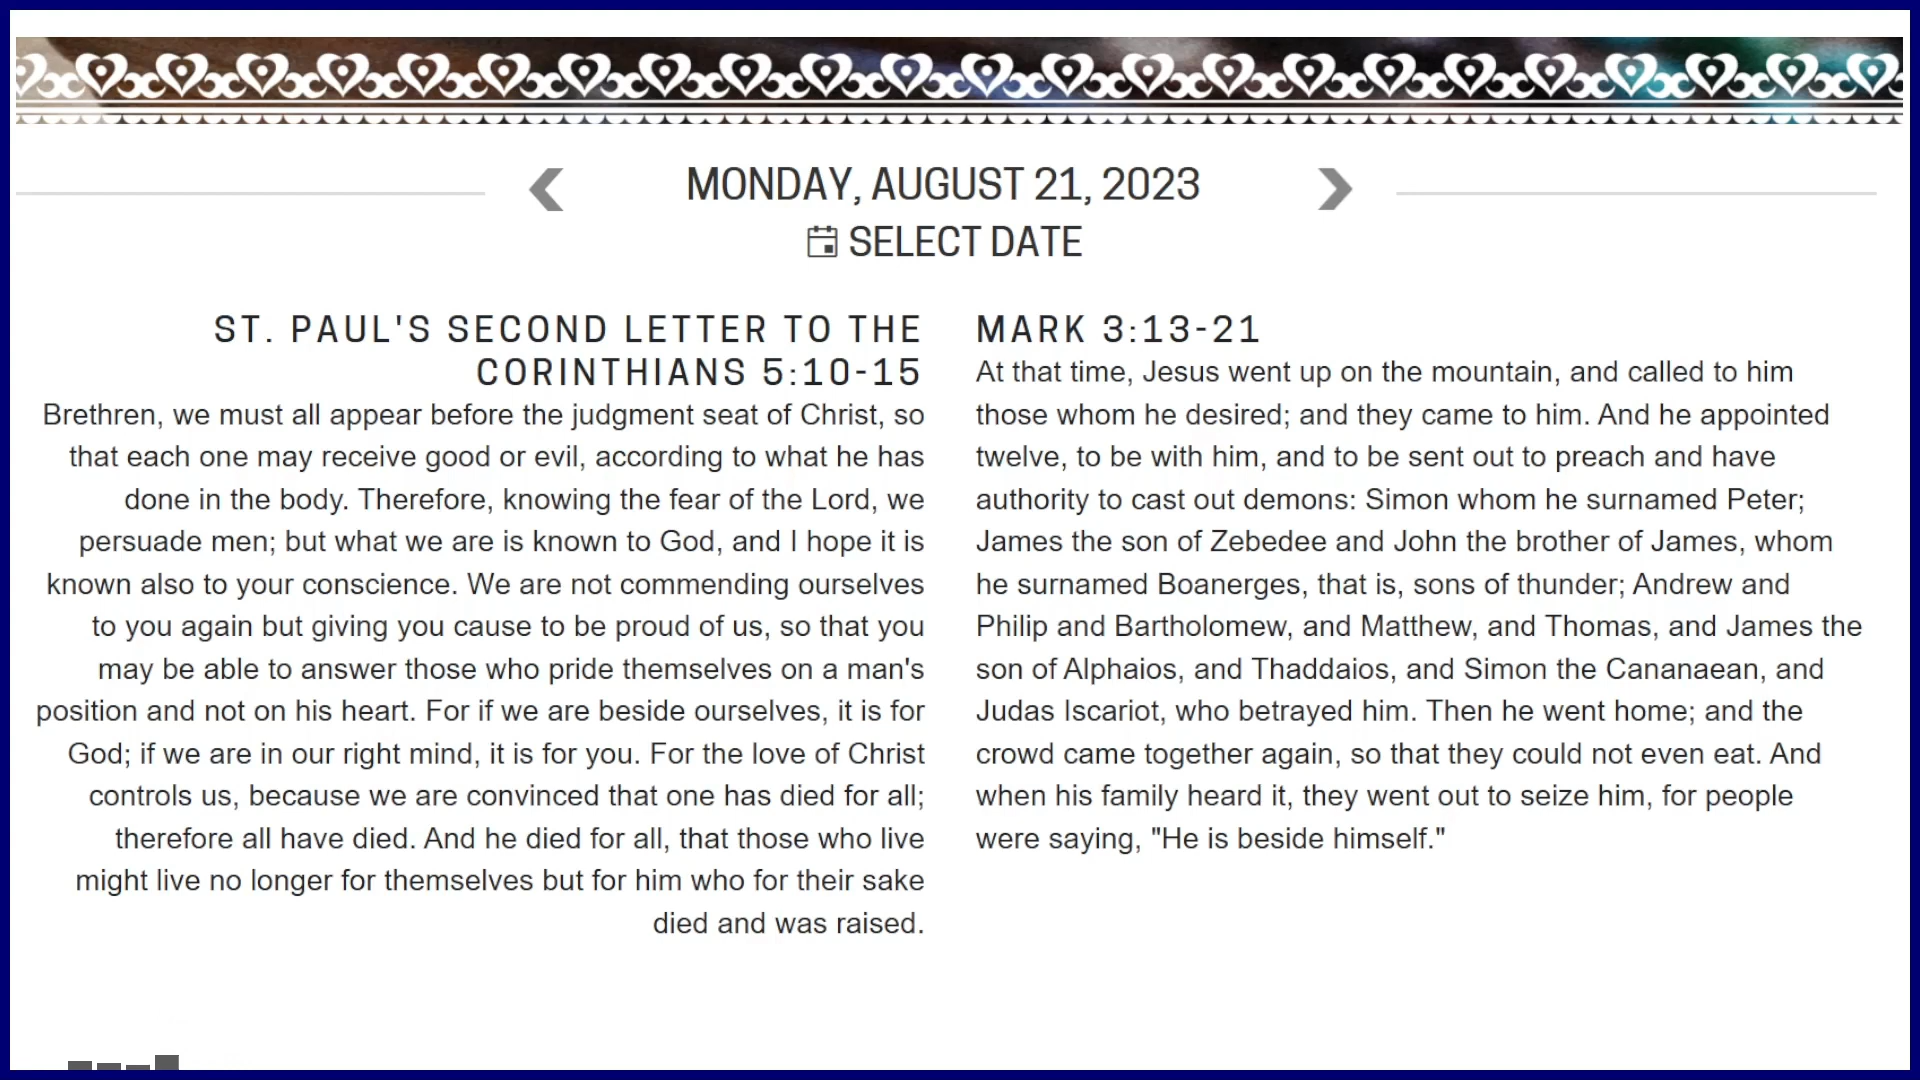 MONDAY, AUGUST 21, 2023
SELECT DATE
ST. PAUL'S SECOND LETTER TO THE
CORINTHIANS 5:10-15
Brethren, we must all appear before the judgment seat of Christ, so
that each one may receive good or evil, according to what he has
done in the body. Therefore, knowing the fear of the Lord, we
persuade men; but what we are is known to God, and I hope it is
known also to your conscience. We are not commending ourselves
to you again but giving you cause to be proud of us, so that you
may be able to answer those who pride themselves on a man's
position and not on his heart. For if we are beside ourselves, it is for
God; if we are in our right mind, it is for you. For the love of Christ
controls us, because we are convinced that one has died for all;
therefore all have died. And he died for all, that those who live
might live no longer for themselves but for him who for their sake
died and was raised.
MARK 3:13-21
At that time, Jesus went up on the mountain, and called to him
those whom he desired; and they came to him. And he appointed
twelve, to be with him, and to be sent out to preach and have
authority to cast out demons: Simon whom he surnamed Peter;
James the son of Zebedee and John the brother of James, whom
he surnamed Boanerges, that is, sons of thunder; Andrew and
Philip and Bartholomew, and Matthew, and Thomas, and James the
son of Alphaios, and Thaddaios, and Simon the Cananaean, and
Judas Iscariot, who betrayed him. Then he went home; and the
crowd came together again, so that they could not even eat. And
when his family heard it, they went out to seize him, for people
were saying, "He is beside himself."